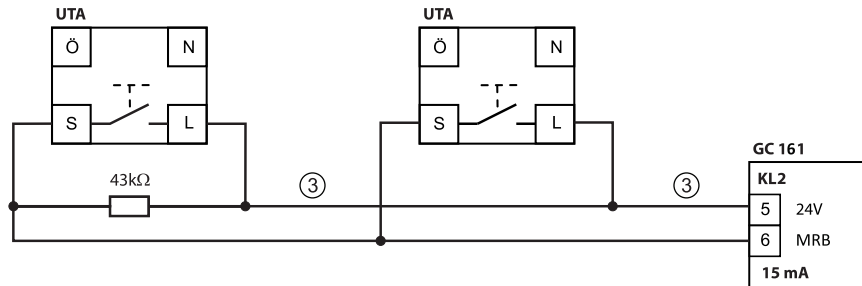 UTA
Ö N
S L
43kΩ
3
UTA
Ö N
S L
3
GC 161
KL2
5 24V
6 MRB
15 mA